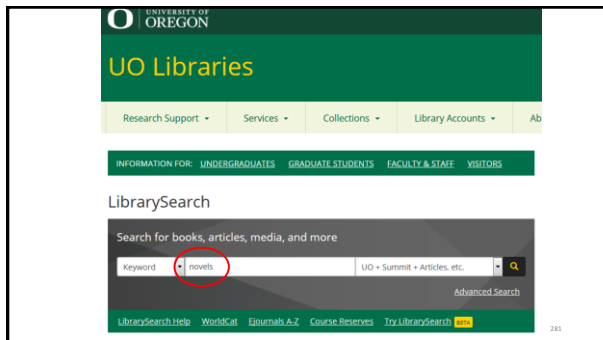 UNIVERSITY OF
O OREGON
UO Libraries
Research Support Services Collections Library Accounts Ab
INFORMATION FOR: UNDERGRADUATES GRADUATE STUDENTS FACULTY & STAFF VISITORS
LibrarySearch
Search for books, articles, media, and more
Keyword novels UO + Summit + Articles, etc.
Advanced Search
LibrarySearch Help WorldCat Ejournals A-Z Course Reserves Try LibrarySearch BETA
281